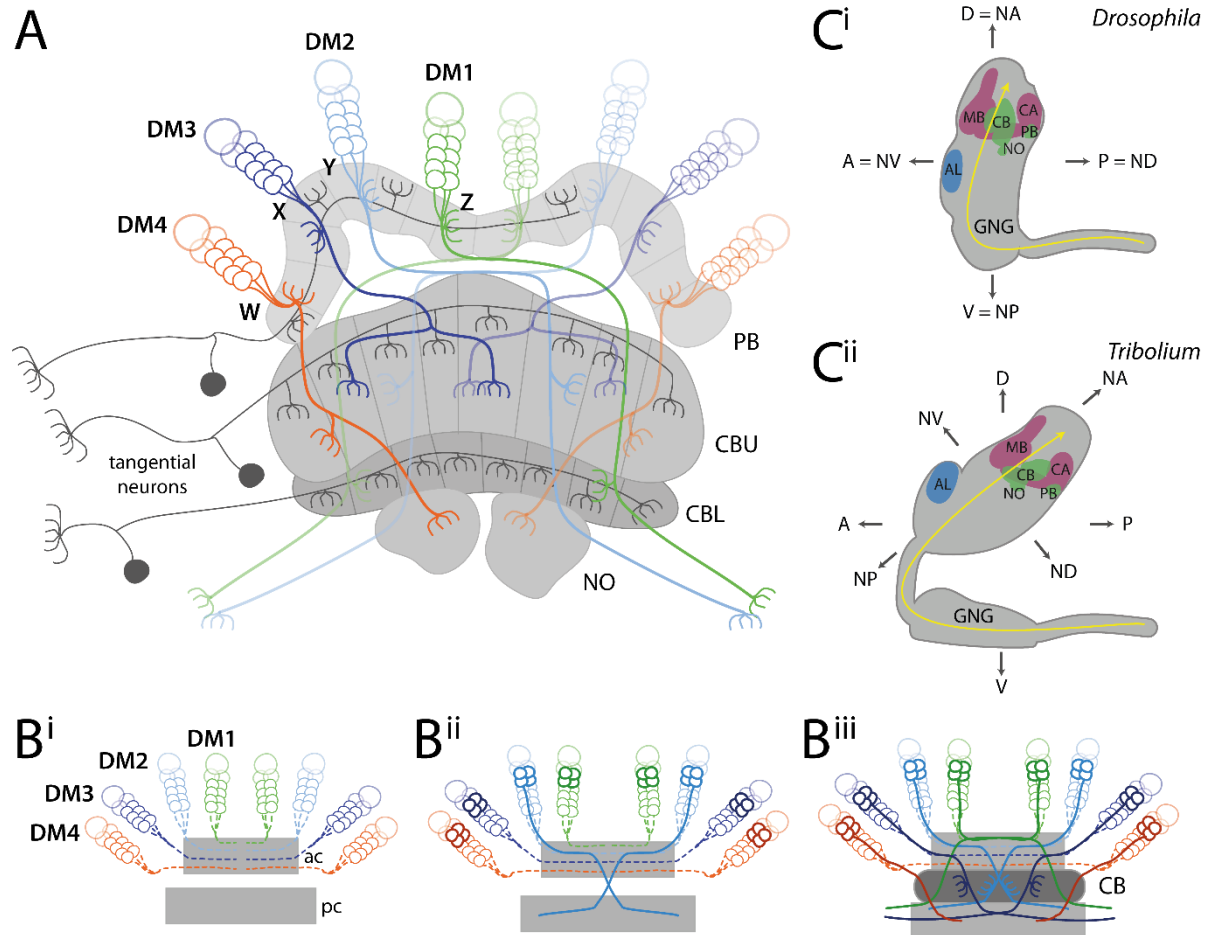 A
DM2
DM1
DM3
Y
X
Z
DM4
W
PB
CBU
tangential
neurons
CBL
NO
Cⁱ
Drosophila
D = NA
MB
CB
CA
PB
NO
A = NV
AL
P = ND
GNG
V = NP
Cⁱⁱ
Tribolium
D
NA
NV
MB
CA
CB
AL
NO
PB
A
P
NP
ND
GNG
V
Bⁱ
DM1
DM2
DM3
DM4
ac
pc
Bⁱⁱ
Bⁱⁱⁱ
CB